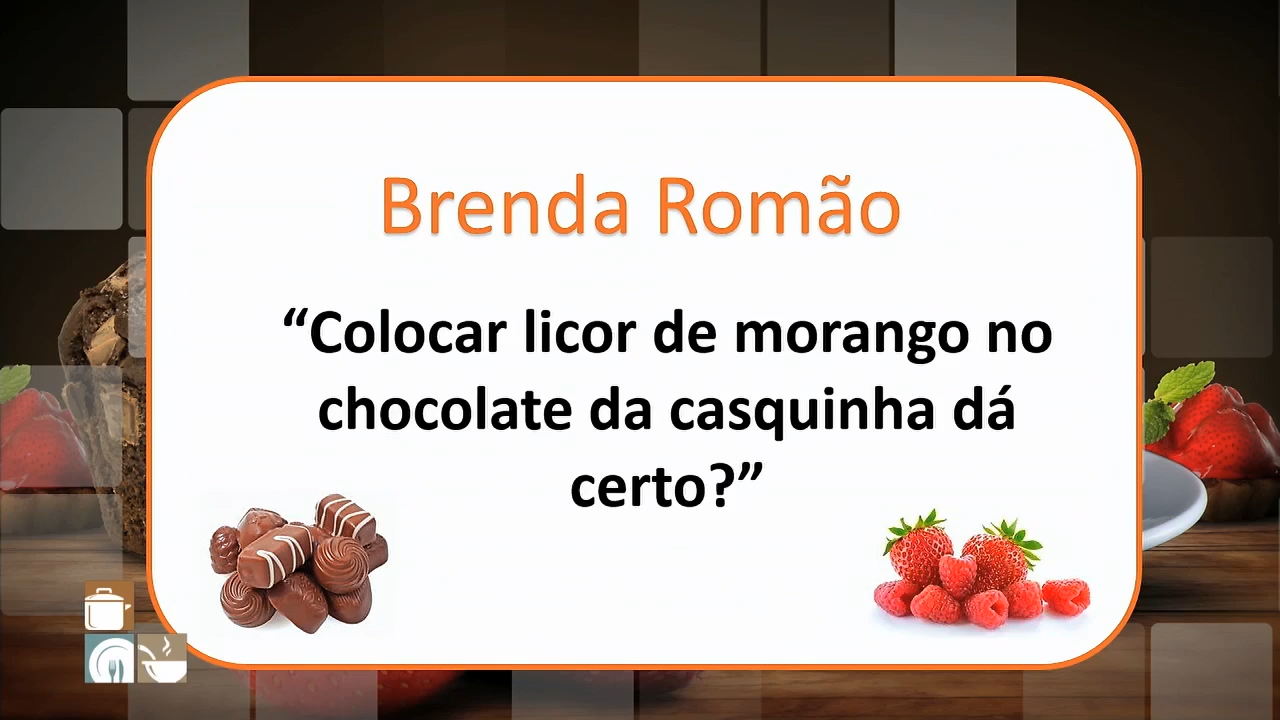 Brenda Romão
“Colocar licor de morango no
chocolate da casquinha dá
certo?”